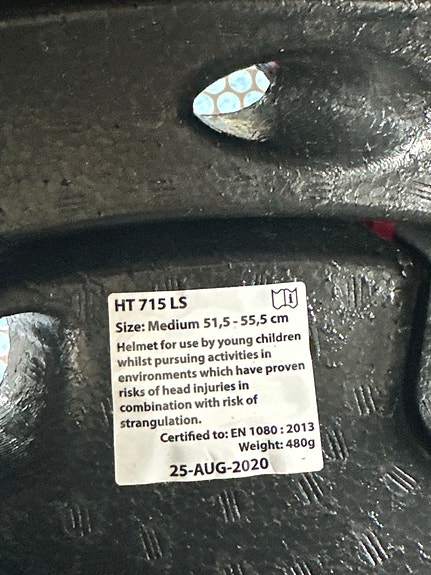 HT 715 LS
Size: Medium 51,5 - 55,5 cm
Helmet for use by young children
whilst pursuing activities in
environments which have proven
risks of head injuries in
combination with risk of
strangulation.
Certified to: EN 1080 : 2013
Weight: 480g
25-AUG-2020